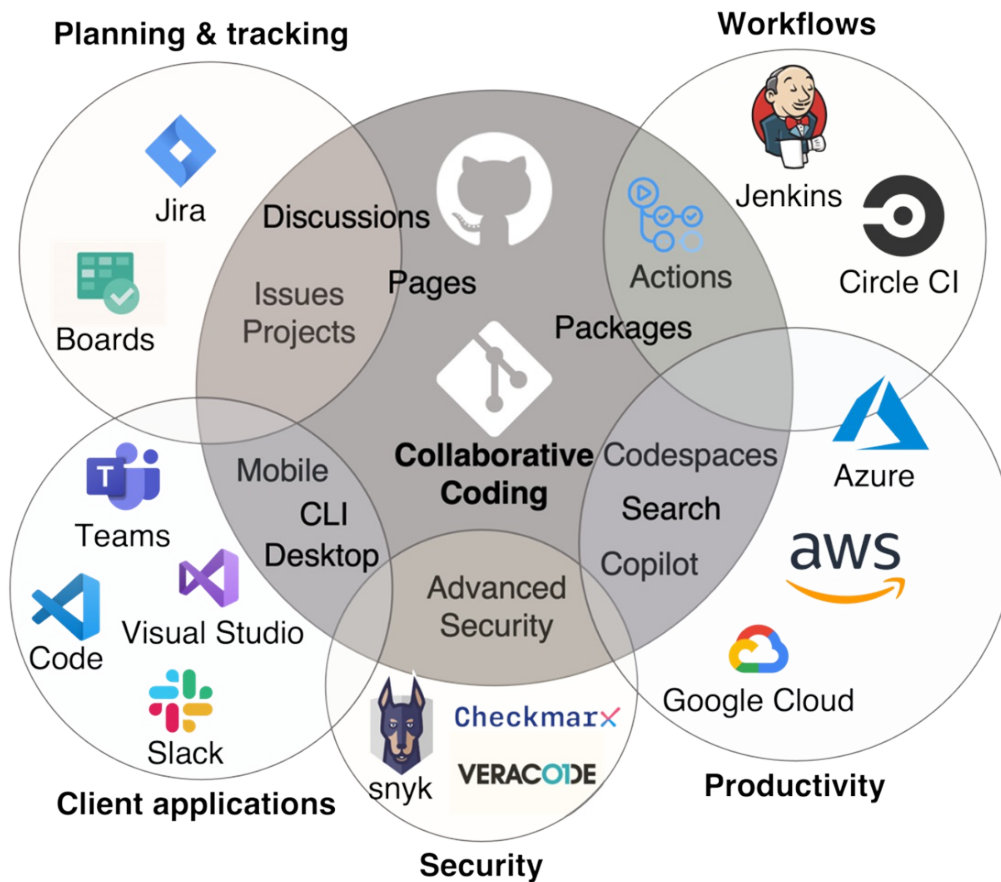 Planning & tracking
Workflows
Jira
Discussions
Boards
Issues
Projects
Pages
Jenkins
Actions
Circle CI
Packages
Collaborative
Coding
Codespaces
Search
Copilot
Azure
aws
Google Cloud
Productivity
Mobile
CLI
Desktop
T
Teams
Code
Visual Studio
Slack
Client applications
Advanced
Security
snyk
Checkmarx
VERACODE
Security